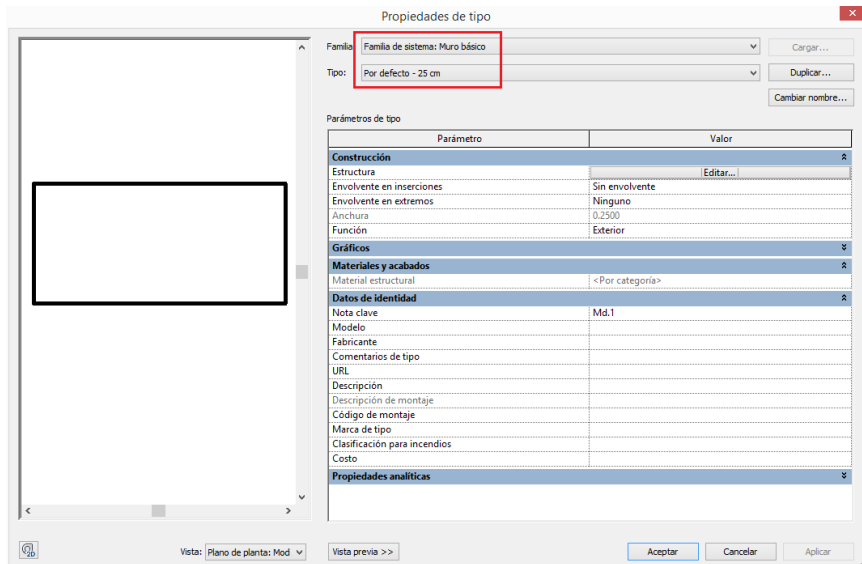 Propiedades de tipo
Familia: Familia de sistema: Muro básico Cargar...
Tipo: Por defecto - 25 cm Duplicar...
Cambiar nombre...
Parámetros de tipo
Parámetro Valor
Construcción
Estructura Editar...
Envolvente en inserciones Sin envolvente
Envolvente en extremos Ninguno
Anchura 0.2500
Función Exterior
Gráficos
Materiales y acabados
Material estructural <Por categoría>
Datos de identidad
Nota clave Md.1
Modelo
Fabricante
Comentarios de tipo
URL
Descripción
Descripción de montaje
Código de montaje
Marca de tipo
Clasificación para incendios
Costo
Propiedades analíticas
2D Vista: Plano de planta: Mod Vista previa >> Aceptar Cancelar Aplicar